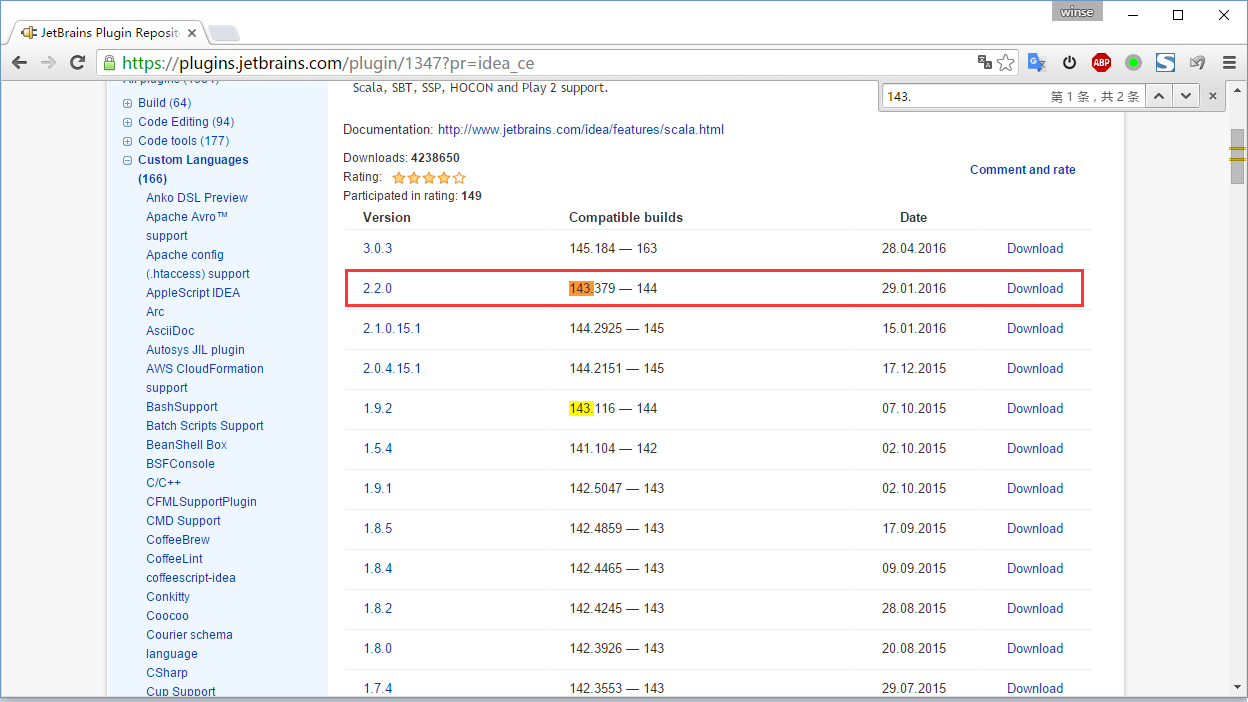 winse
JetBrains Plugin Reposit
https://plugins.jetbrains.com/plugin/1347?pr=idea_ce
143.
第 1 条，共 2 条
Build (64)
Code Editing (94)
Code tools (177)
Custom Languages
(166)
Anko DSL Preview
Apache Avro™
support
Apache config
(.htaccess) support
AppleScript IDEA
Arc
AsciiDoc
Autosys JIL plugin
AWS CloudFormation
support
BashSupport
Batch Scripts Support
BeanShell Box
BSFConsole
C/C++
CFMLSupportPlugin
CMD Support
CoffeeBrew
CoffeeLint
coffeescript-idea
Conkitty
Coocoo
Courier schema
language
CSharp
Cup Support
Scala, SBT, SSP, HOCON and Play 2 support.
Documentation: http://www.jetbrains.com/idea/features/scala.html
Downloads: 4238650
Rating:
Comment and rate
Participated in rating: 149
Version Compatible builds Date
3.0.3 145.184 — 163 28.04.2016 Download
2.2.0 143.379 — 144 29.01.2016 Download
2.1.0.15.1 144.2925 — 145 15.01.2016 Download
2.0.4.15.1 144.2151 — 145 17.12.2015 Download
1.9.2 143.116 — 144 07.10.2015 Download
1.5.4 141.104 — 142 02.10.2015 Download
1.9.1 142.5047 — 143 02.10.2015 Download
1.8.5 142.4859 — 143 17.09.2015 Download
1.8.4 142.4465 — 143 09.09.2015 Download
1.8.2 142.4245 — 143 28.08.2015 Download
1.8.0 142.3926 — 143 20.08.2015 Download
1.7.4 142.3553 — 143 29.07.2015 Download